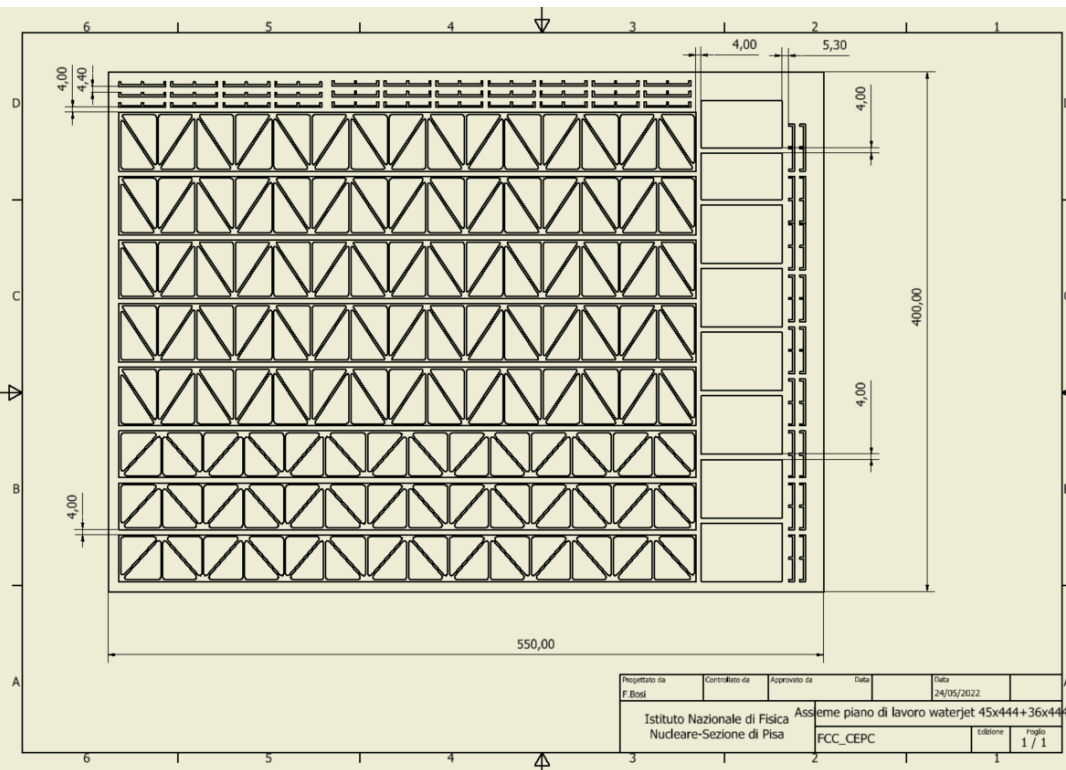 6 5 4 3 2 1
4,00 5,30
4,00
4,40
4,00
D
400,00
C C
4,00
B
4,00
550,00
A
Progettato da Controllato da Approvato da Data Data
F.Bosi 24/05/2022
Istituto Nazionale di Fisica
Nucleare-Sezione di Pisa
Assieme piano di lavoro waterjet 45x444+36x444
FCC_CEPC
Edizione Foglio
1 / 1
6 5 4 3 2 1